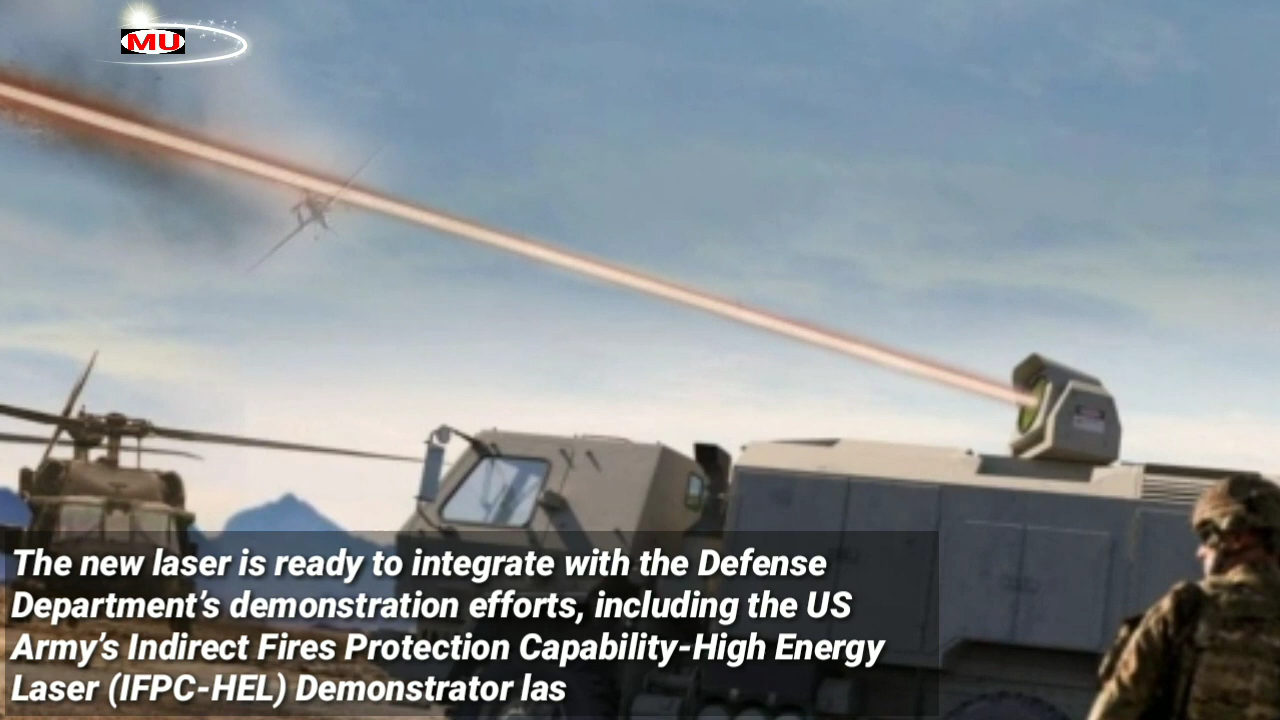 MU
The new laser is ready to integrate with the Defense
Department’s demonstration efforts, including the US
Army’s Indirect Fires Protection Capability-High Energy
Laser (IFPC-HEL) Demonstrator las